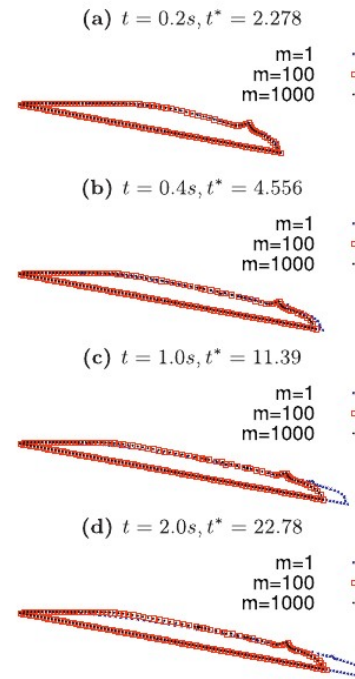 (a) t = 0.2s, t* = 2.278
m=1
m=100
m=1000
(b) t = 0.4s, t* = 4.556
m=1
m=100
m=1000
(c) t = 1.0s, t* = 11.39
m=1
m=100
m=1000
(d) t = 2.0s, t* = 22.78
m=1
m=100
m=1000